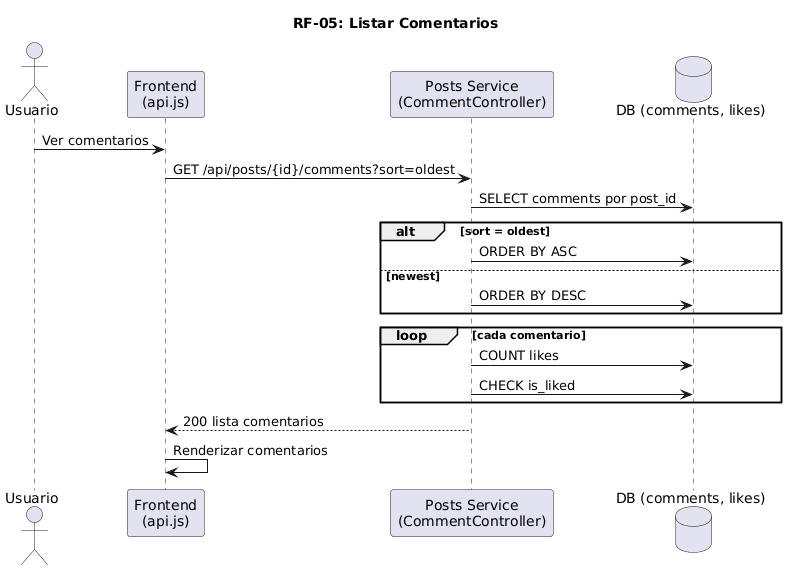 RF-05: Listar Comentarios
Usuario
Frontend
(api.js)
Posts Service
(CommentController)
DB (comments, likes)
Ver comentarios
GET /api/posts/{id}/comments?sort=oldest
SELECT comments por post_id
alt
[sort = oldest]
ORDER BY ASC
[newest]
ORDER BY DESC
loop
[cada comentario]
COUNT likes
CHECK is_liked
200 lista comentarios
Renderizar comentarios
Usuario
Frontend
(api.js)
Posts Service
(CommentController)
DB (comments, likes)